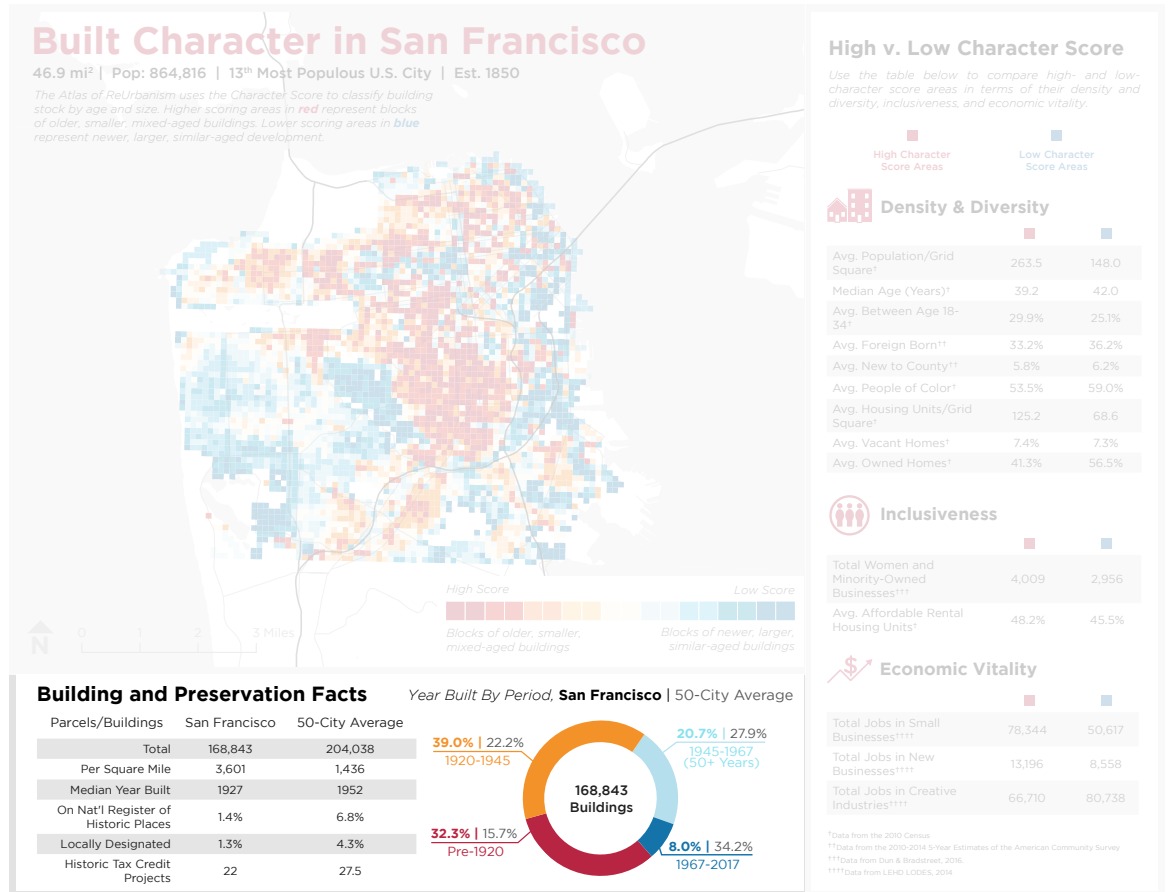 Built Character in San Francisco
46.9 mi² | Pop: 864,816 | 13th Most Populous U.S. City | Est. 1850
The Atlas of ReUrbanism uses the Character Score to classify building
stock by age and size. Higher scoring areas in red represent blocks
of older, smaller, mixed-aged buildings. Lower scoring areas in blue
represent newer, larger, similar-aged development.
N
0 1 2 3 Miles
High Score Low Score
Blocks of older, smaller,
mixed-aged buildings
Blocks of newer, larger,
similar-aged buildings
Building and Preservation Facts
Parcels/Buildings San Francisco 50-City Average
Total 168,843 204,038
Per Square Mile 3,601 1,436
Median Year Built 1927 1952
On Nat'l Register of
Historic Places 1.4% 6.8%
Locally Designated 1.3% 4.3%
Historic Tax Credit
Projects 22 27.5
Year Built By Period, San Francisco | 50-City Average
39.0% | 22.2%
1920-1945
20.7% | 27.9%
1945-1967
(50+ Years)
168,843
Buildings
32.3% | 15.7%
Pre-1920
8.0% | 34.2%
1967-2017
High v. Low Character Score
Use the table below to compare high- and low-
character score areas in terms of their density and
diversity, inclusiveness, and economic vitality.
High Character
Score Areas
Low Character
Score Areas
Density & Diversity
Avg. Population/Grid
Square† 263.5 148.0
Median Age (Years)† 39.2 42.0
Avg. Between Age 18-
34† 29.9% 25.1%
Avg. Foreign Born†† 33.2% 36.2%
Avg. New to County†† 5.8% 6.2%
Avg. People of Color† 53.5% 59.0%
Avg. Housing Units/Grid
Square† 125.2 68.6
Avg. Vacant Homes† 7.4% 7.3%
Avg. Owned Homes† 41.3% 56.5%
Inclusiveness
Total Women and
Minority-Owned
Businesses††† 4,009 2,956
Avg. Affordable Rental
Housing Units† 48.2% 45.5%
$
Economic Vitality
Total Jobs in Small
Businesses†††† 78,344 50,617
Total Jobs in New
Businesses†††† 13,196 8,558
Total Jobs in Creative
Industries†††† 66,710 80,738
†Data from the 2010 Census
††Data from the 2010-2014 5-Year Estimates of the American Community Survey
†††Data from Dun & Bradstreet, 2016.
††††Data from LEHD LODES, 2014